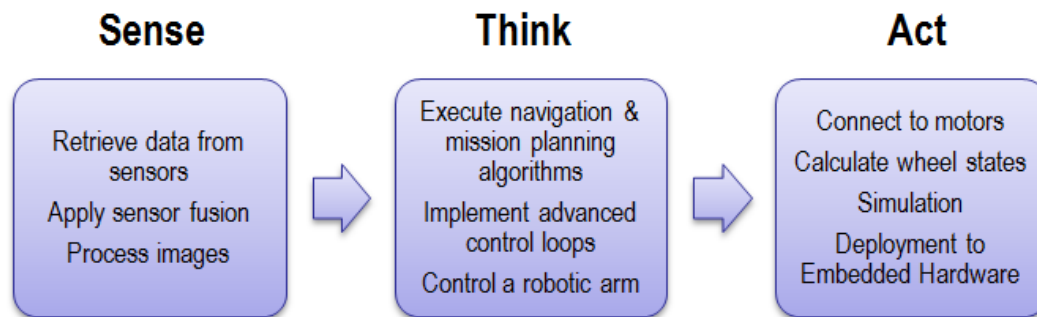 Sense
Retrieve data from
sensors
Apply sensor fusion
Process images
Think
Execute navigation &
mission planning
algorithms
Implement advanced
control loops
Control a robotic arm
Act
Connect to motors
Calculate wheel states
Simulation
Deployment to
Embedded Hardware